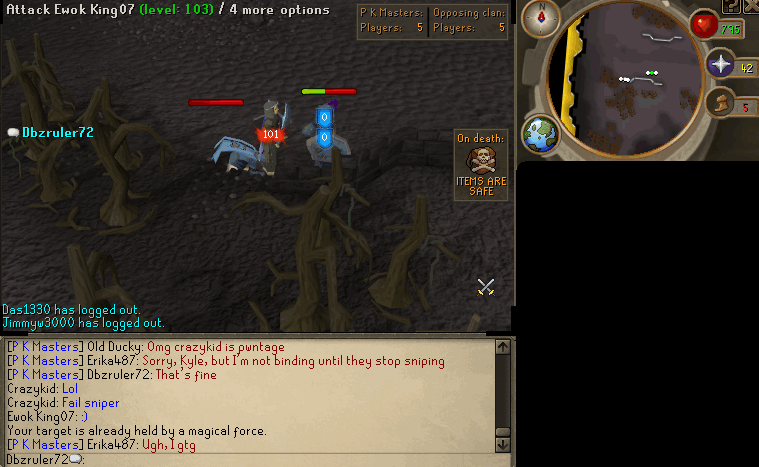 Attack Ewok King07 (level: 103) / 4 more options
P K Masters: Opposing clan:
Players: 5 Players: 5
795
42
5
Dbzruler72
101
0
0
On death:
ITEMS ARE
SAFE
Das1330 has logged out.
Jimmyw3000 has logged out.
[P K Masters] Old Ducky: Omg crazykid is pwntage
[P K Masters] Erika487: Sorry, Kyle, but I'm not binding until they stop sniping
[P K Masters] Dbzruler72: That's fine
Crazykid: Lol
Crazykid: Fail sniper
Ewok King07: :)
Your target is already held by a magical force.
[P K Masters] Erika487: Ugh, I gtg
Dbzruler72: